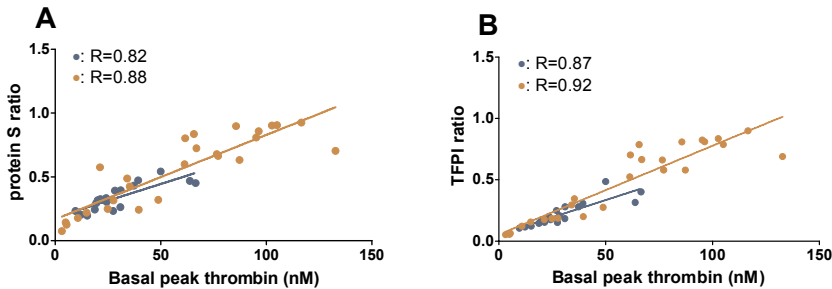 A
protein S ratio
1.5
1.0
0.5
0.0
: R=0.82
: R=0.88
0
50
100
150
Basal peak thrombin (nM)
B
TFPI ratio
1.5
1.0
0.5
0.0
: R=0.87
: R=0.92
0
50
100
150
Basal peak thrombin (nM)